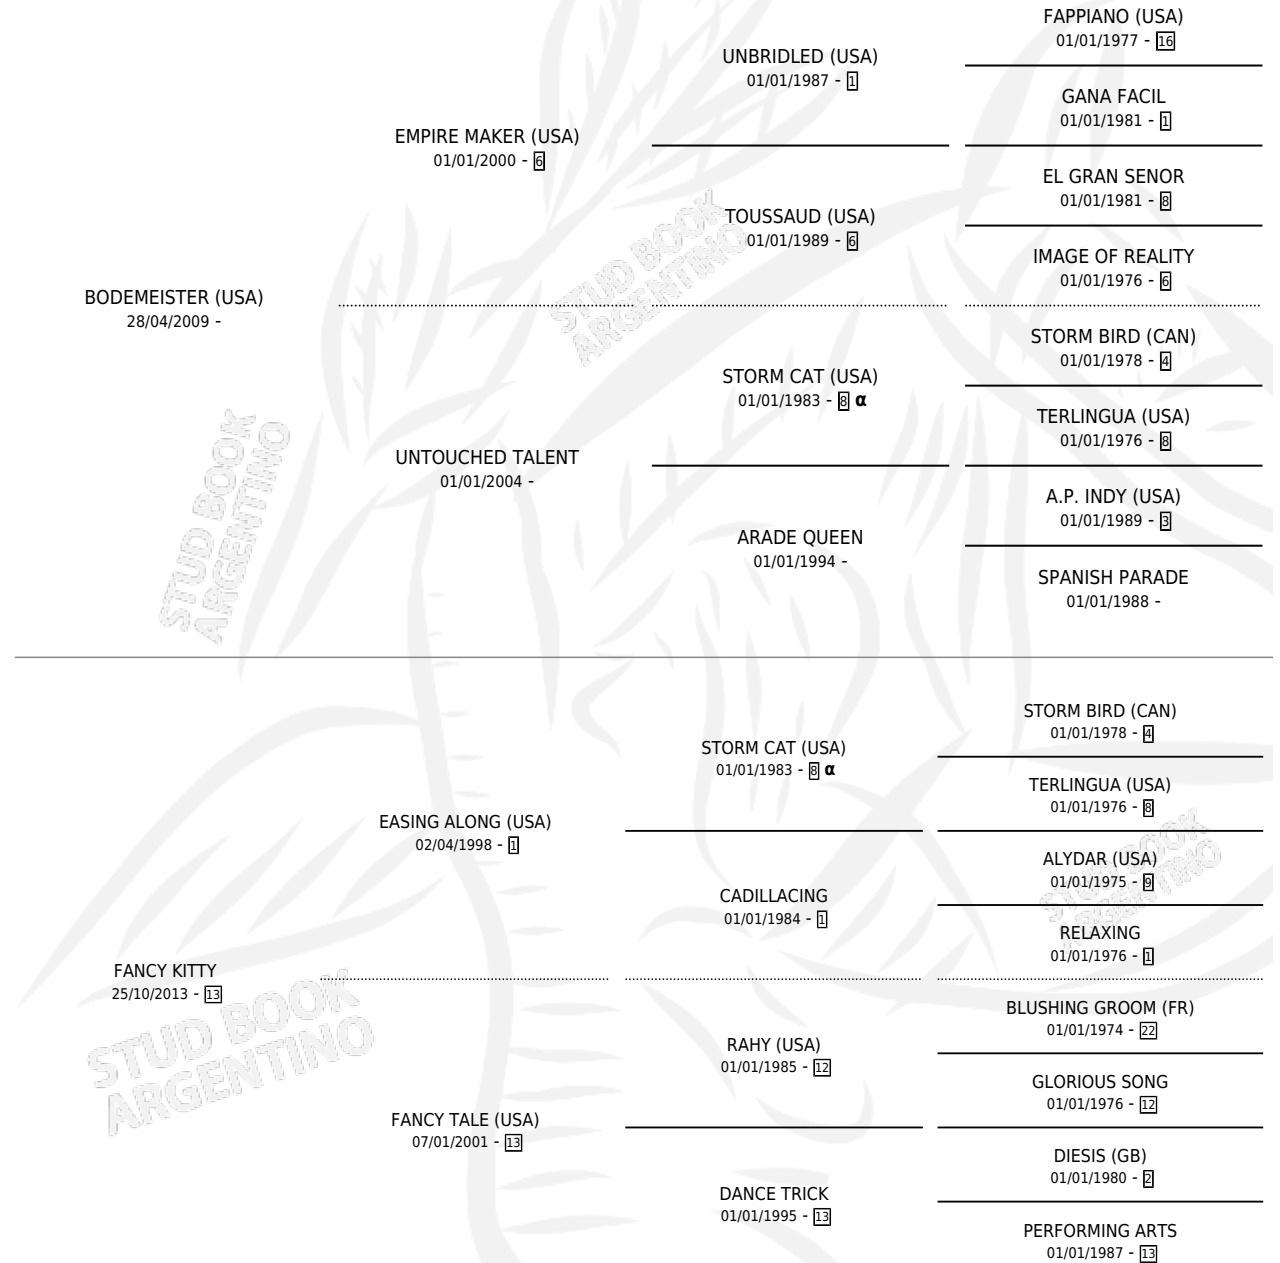 FAPPIANO (USA)
01/01/1977 - 16
UNBRIDLED (USA)
01/01/1987 - 1
GANA FACIL
01/01/1981 - 1
EMPIRE MAKER (USA)
01/01/2000 - 6
EL GRAN SENOR
01/01/1981 - 8
TOUSSAUD (USA)
01/01/1989 - 6
IMAGE OF REALITY
01/01/1976 - 6
BODEMEISTER (USA)
28/04/2009 -
STORM BIRD (CAN)
01/01/1978 - 4
STORM CAT (USA)
01/01/1983 - 8 α
TERLINGUA (USA)
01/01/1976 - 8
UNTOUCHED TALENT
01/01/2004 -
A.P. INDY (USA)
01/01/1989 - 3
ARADE QUEEN
01/01/1994 -
SPANISH PARADE
01/01/1988 -
STORM BIRD (CAN)
01/01/1978 - 4
STORM CAT (USA)
01/01/1983 - 8 α
TERLINGUA (USA)
01/01/1976 - 8
EASING ALONG (USA)
02/04/1998 - 1
ALYDAR (USA)
01/01/1975 - 9
CADILLACING
01/01/1984 - 1
RELAXING
01/01/1976 - 1
FANCY KITTY
25/10/2013 - 13
BLUSHING GROOM (FR)
01/01/1974 - 22
RAHY (USA)
01/01/1985 - 12
GLORIOUS SONG
01/01/1976 - 12
FANCY TALE (USA)
07/01/2001 - 13
DIESIS (GB)
01/01/1980 - 2
DANCE TRICK
01/01/1995 - 13
PERFORMING ARTS
01/01/1987 - 13
STUD BOOK
ARGENTINO
STUD BOOK
ARGENTINO
STUD BOOK
ARGENTINO
STUD BOOK
ARGENTINO